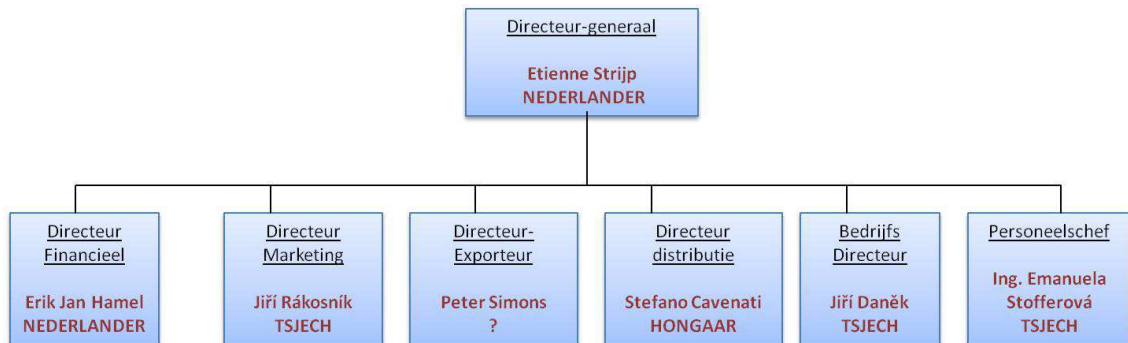 Directeur-generaal
Etienne Strijp
NEDERLANDER
Directeur
Financieel
Erik Jan Hamel
NEDERLANDER
Directeur
Marketing
Jiří Rákosník
TSJECH
Directeur-
Exporteur
Peter Simons
?
Directeur
distributie
Stefano Cavenati
HONGAAR
Bedrijfs
Directeur
Jiří Daněk
TSJECH
Personeelschef
Ing. Emanuela
Stofferová
TSJECH